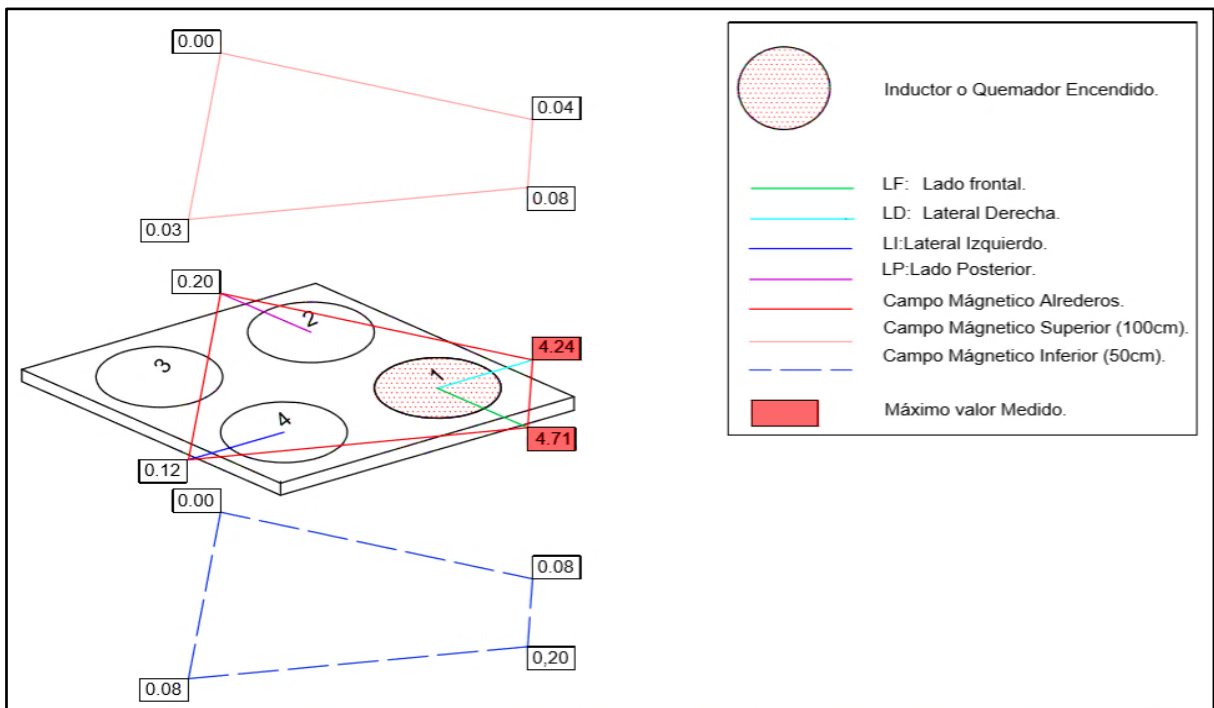 0.00
0.04
0.08
0.03
0.20
2
4.24
3
1
4
4.71
0.12
0.00
0.08
0,20
0.08
Inductor o Quemador Encendido.
LF: Lado frontal.
LD: Lateral Derecha.
LI:Lateral Izquierdo.
LP:Lado Posterior.
Campo Mágnetico Alrederos.
Campo Mágnetico Superior (100cm).
Campo Mágnetico Inferior (50cm).
Máximo valor Medido.